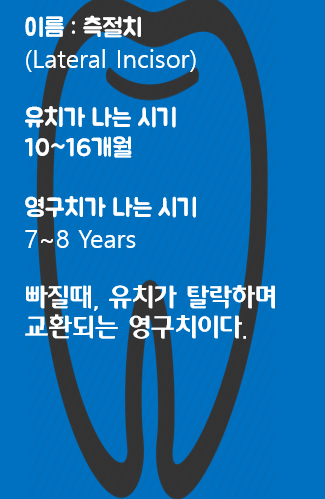 이름 : 측절치
(Lateral Incisor)
유치가 나는 시기
10~16개월
영구치가 나는 시기
7~8 Years
빠질때, 유치가 탈락하며
교환되는 영구치이다.